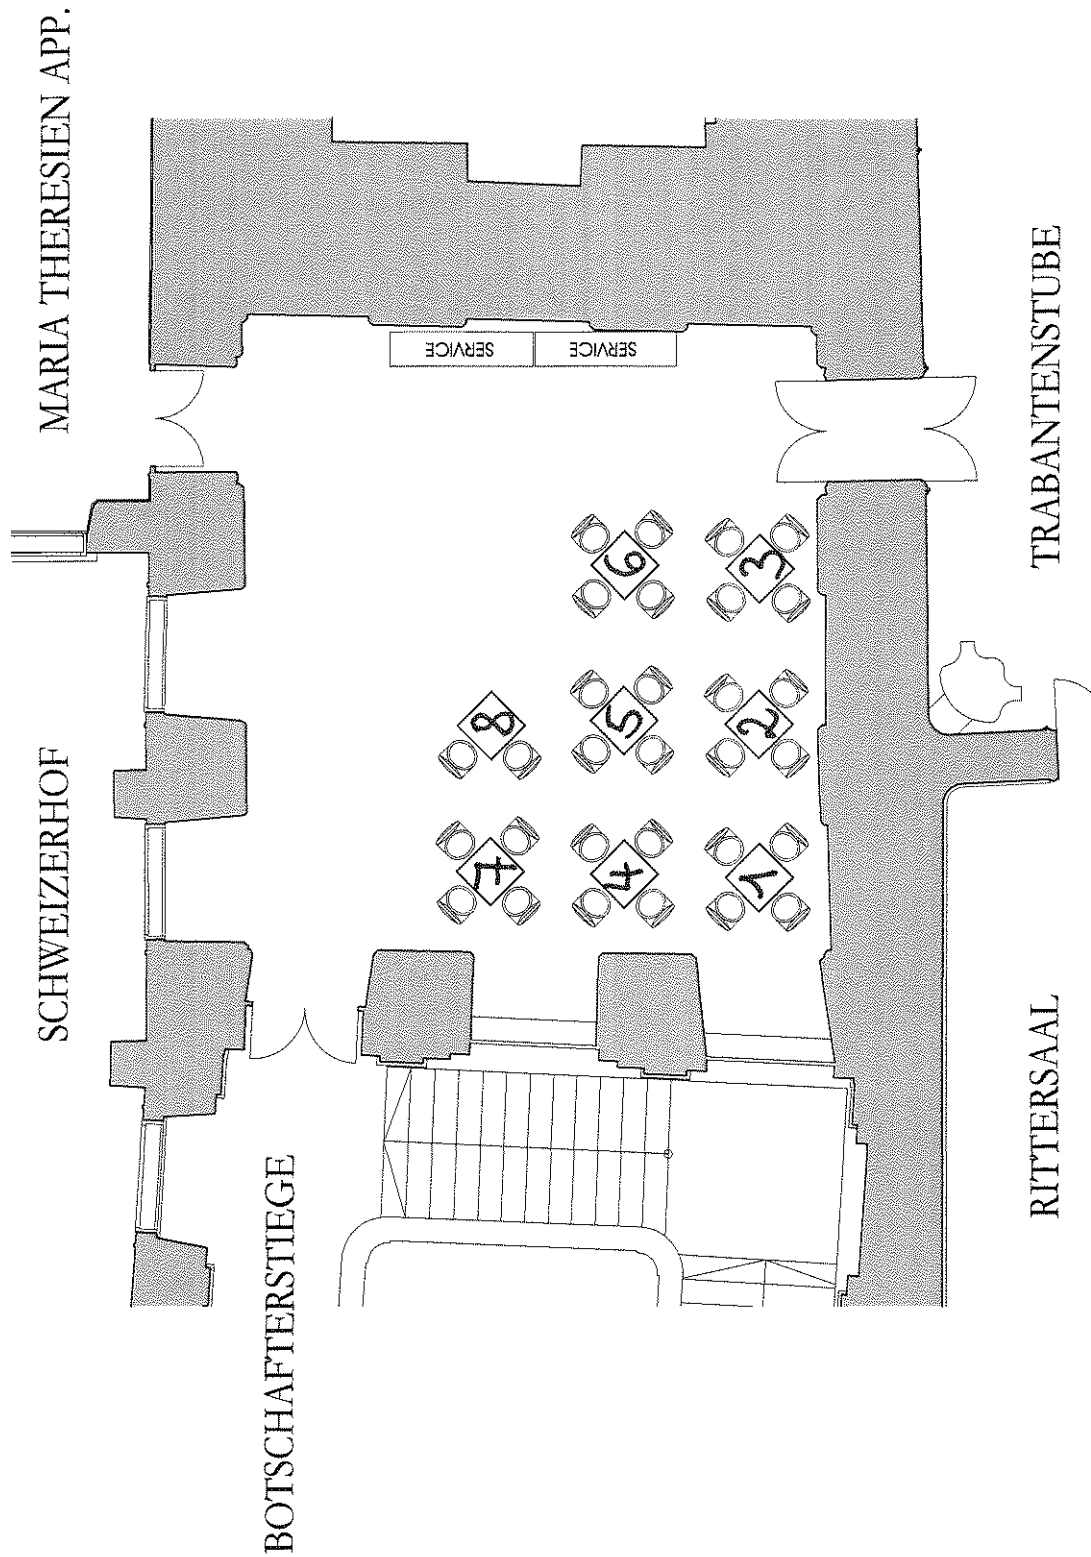 MARIA THERESIEN APP.
SCHWEIZERHOF
BOTSCHAFTERSTIEGE
SERVICE
SERVICE
7
8
4
5
6
1
2
3
RITTERSAAL
TRABANTENSTUBE